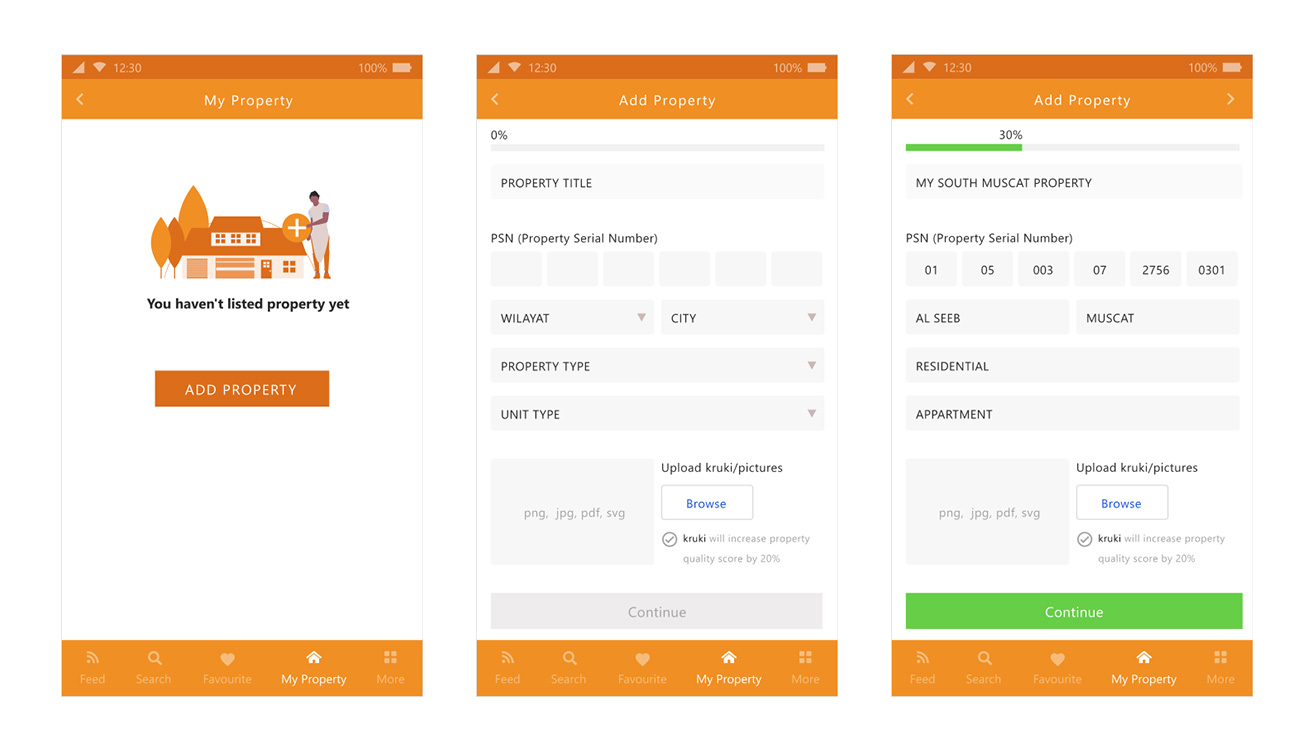 12:30 100%
My Property
You haven't listed property yet
ADD PROPERTY
Feed Search Favourite My Property More
12:30 100%
Add Property
0%
PROPERTY TITLE
PSN (Property Serial Number)
WILAYAT CITY
PROPERTY TYPE
UNIT TYPE
png, jpg, pdf, svg
Upload kruki/pictures
Browse
kruki will increase property
quality score by 20%
Continue
Feed Search Favourite My Property More
12:30 100%
Add Property
30%
MY SOUTH MUSCAT PROPERTY
PSN (Property Serial Number)
01 05 003 07 2756 0301
AL SEEB MUSCAT
RESIDENTIAL
APPARTMENT
png, jpg, pdf, svg
Upload kruki/pictures
Browse
kruki will increase property
quality score by 20%
Continue
Feed Search Favourite My Property More